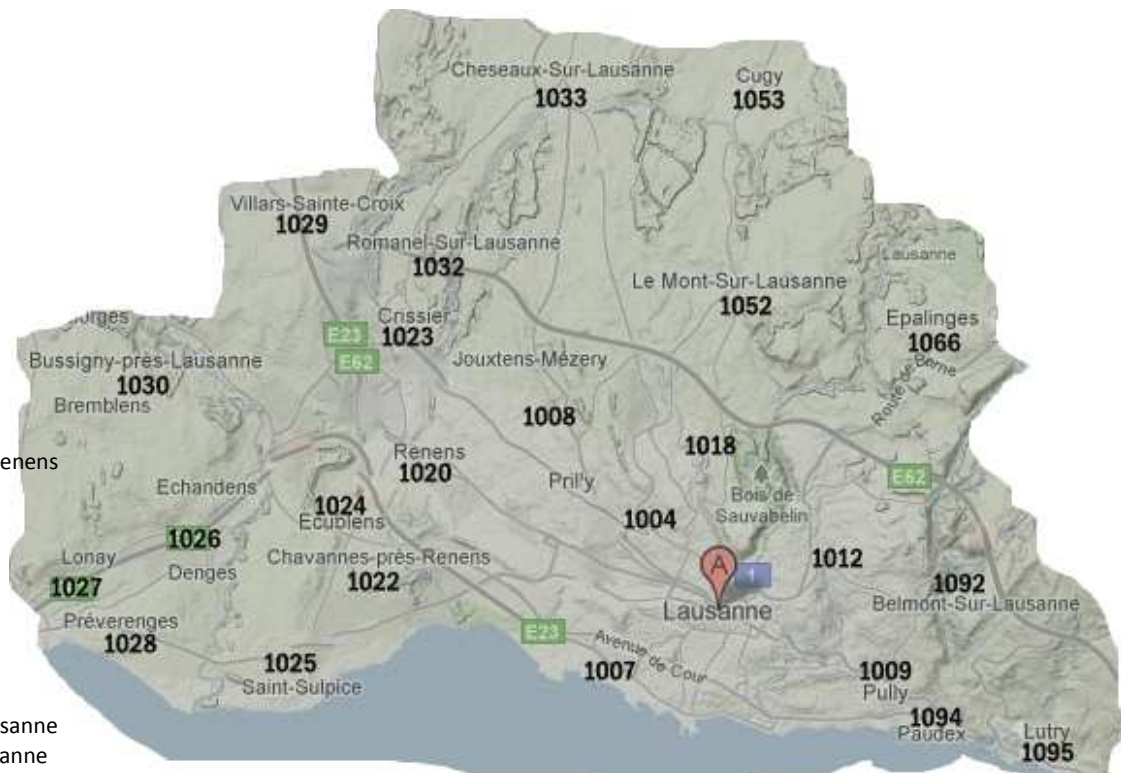 Cheseaux-Sur-Lausanne
1033
Cugy
1053
Villars-Sainte-Croix
1029
Romanel-Sur-Lausanne
1032
Lausanne
Le Mont-Sur-Lausanne
1052
Epalinges
1066
Route de Berne
orges
Crissier
1023
E23
E62
Bussigny-près-Lausanne
1030
Bremblens
Jouxtens-Mézery
1008
1018
Renens
1020
enens
E62
Echandens
Prilly
Bois de
Sauvabelin
1024
Ecublens
1004
1026
Lonay
1027
Denges
Chavannes-près-Renens
1022
A
1
1012
1092
Belmont-Sur-Lausanne
Lausanne
Préverenges
1028
E23
Avenue de Cour
1025
Saint-Sulpice
1007
1009
Pully
1094
Paudex
Lutry
1095
sanne
anne